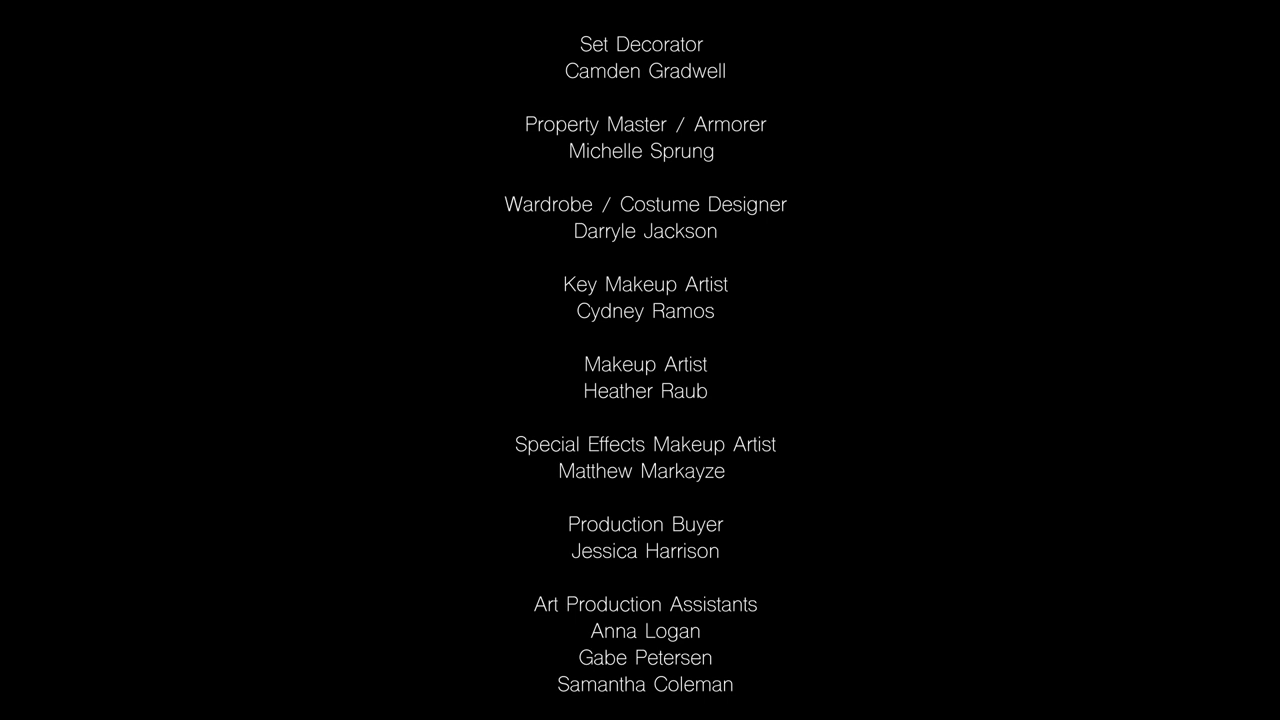 Set Decorator
Camden Gradwell
Property Master / Armorer
Michelle Sprung
Wardrobe / Costume Designer
Darryle Jackson
Key Makeup Artist
Cydney Ramos
Makeup Artist
Heather Raub
Special Effects Makeup Artist
Matthew Markayze
Production Buyer
Jessica Harrison
Art Production Assistants
Anna Logan
Gabe Petersen
Samantha Coleman